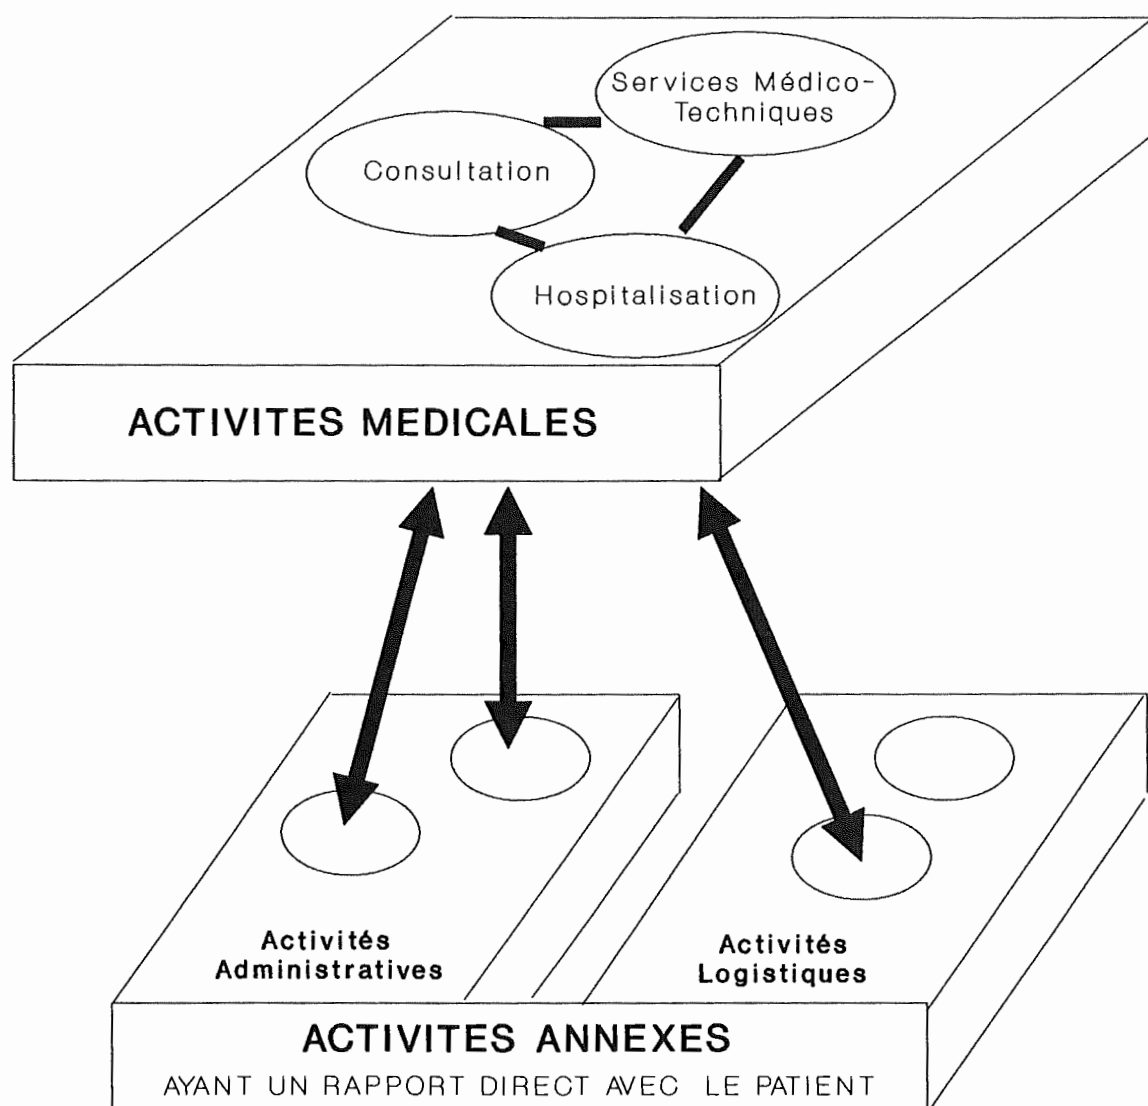 Services Médico-
Techniques
Consultation
Hospitalisation
ACTIVITES MEDICALES
Activités
Administratives
Activités
Logistiques
ACTIVITES ANNEXES
AYANT UN RAPPORT DIRECT AVEC LE PATIENT